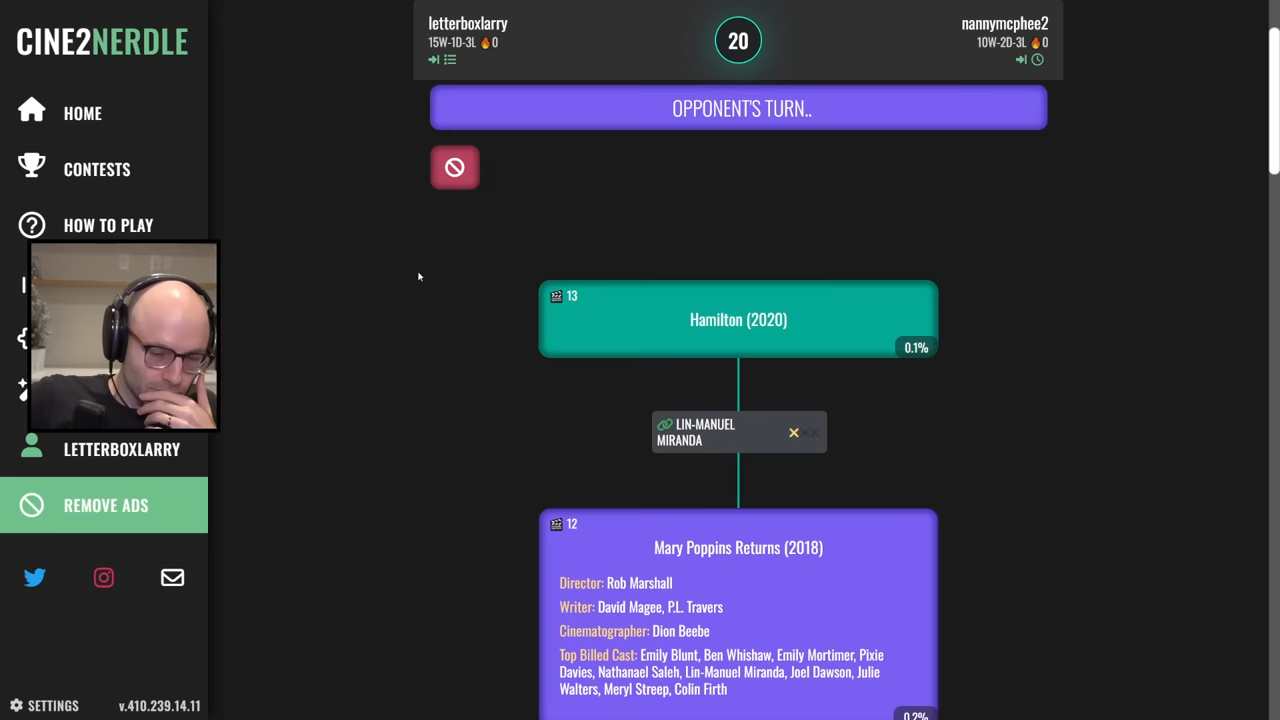 CINE2NERDLE
HOME
CONTESTS
HOW TO PLAY
LETTERBOXLARRY
REMOVE ADS
SETTINGS
v.410.239.14.11
letterboxlarry
15W-1D-3L 🔥0
20
nannymcphee2
10W-2D-3L 🔥0
OPPONENT'S TURN..
13
Hamilton (2020)
0.1%
LIN-MANUEL
MIRANDA
12
Mary Poppins Returns (2018)
Director: Rob Marshall
Writer: David Magee, P.L. Travers
Cinematographer: Dion Beebe
Top Billed Cast: Emily Blunt, Ben Whishaw, Emily Mortimer, Pixie
Davies, Nathanael Saleh, Lin-Manuel Miranda, Joel Dawson, Julie
Walters, Meryl Streep, Colin Firth
0.2%